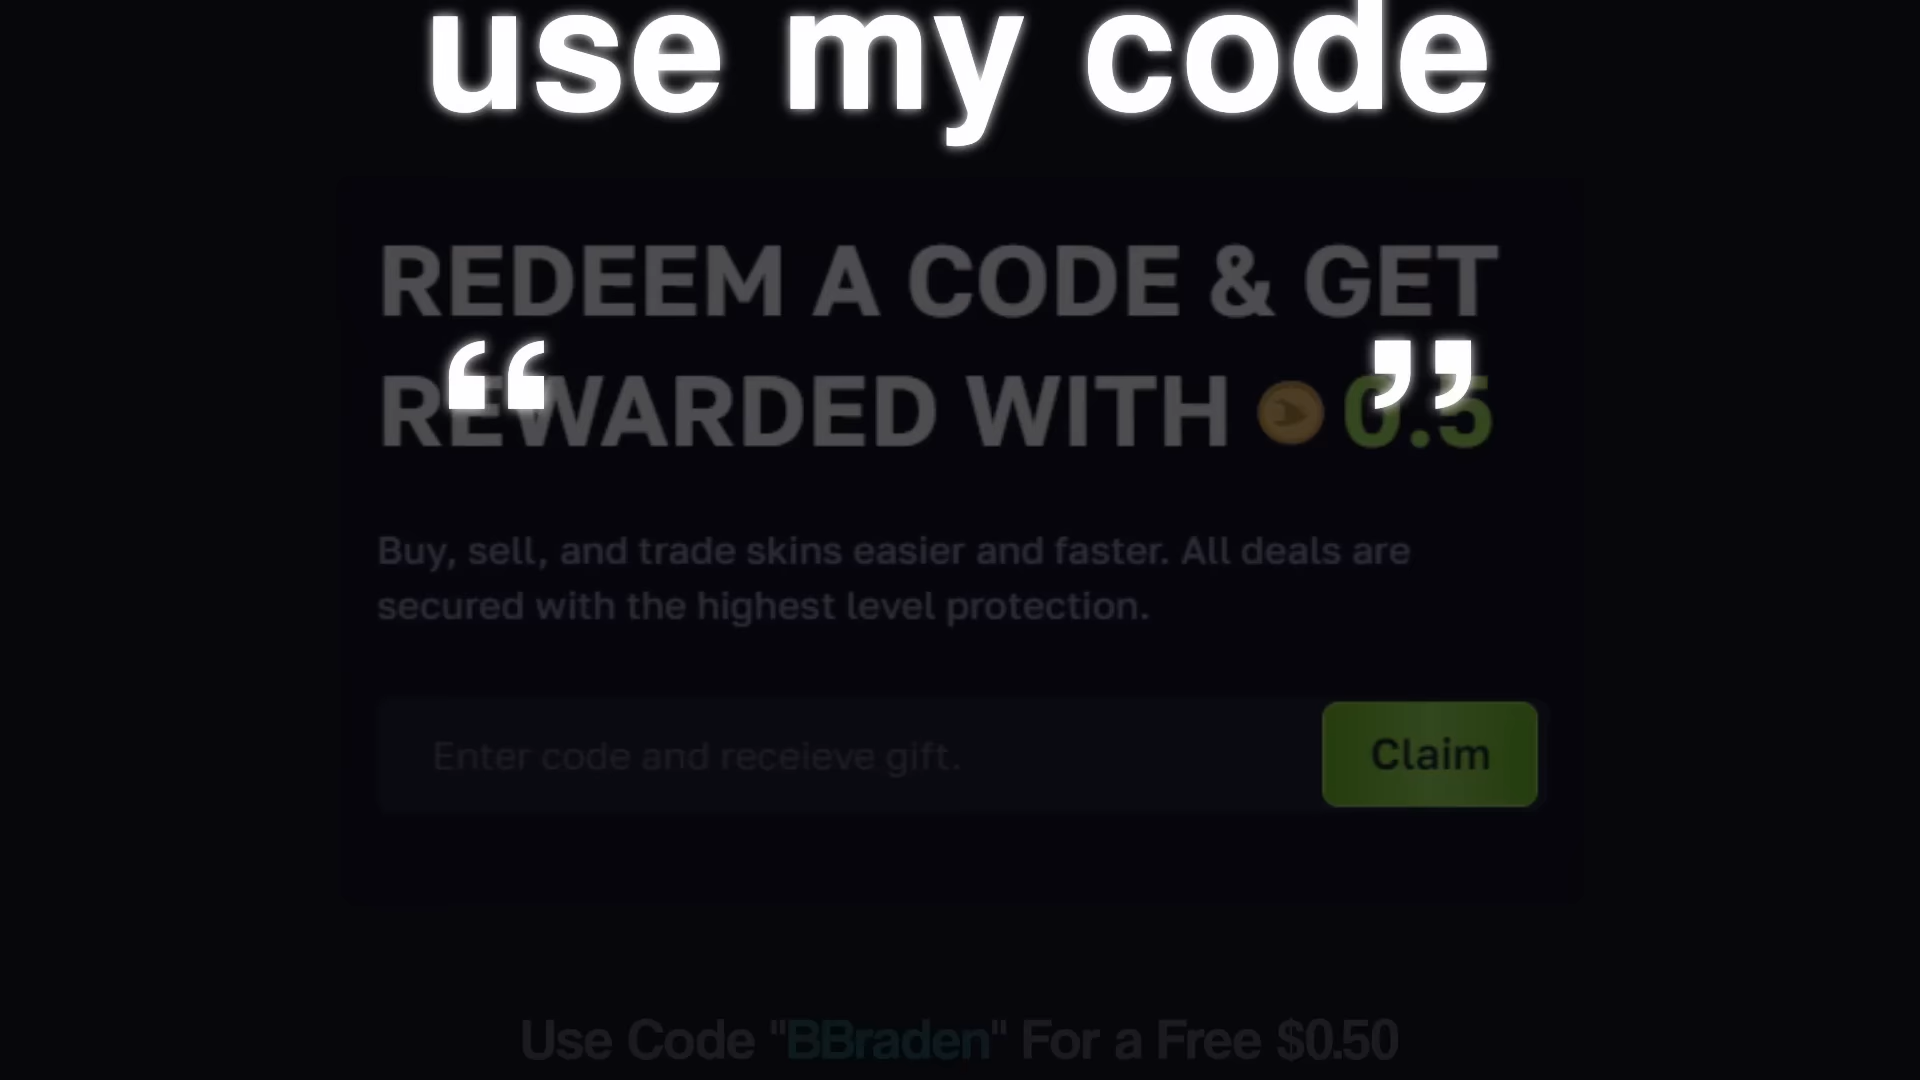 use my code
REDEEM A CODE & GET
“ ”
REWARDED WITH 0.5
Buy, sell, and trade skins easier and faster. All deals are
secured with the highest level protection.
Enter code and receieve gift.
Claim
Use Code "BBraden" For a Free $0.50